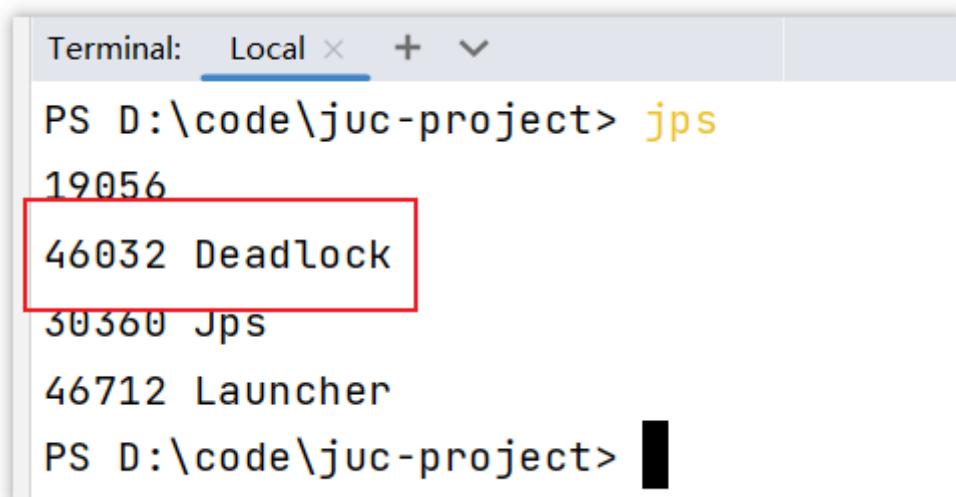 Terminal: Local × + ∨
PS D:\code\juc-project> jps
19056
46032 Deadlock
30360 Jps
46712 Launcher
PS D:\code\juc-project>